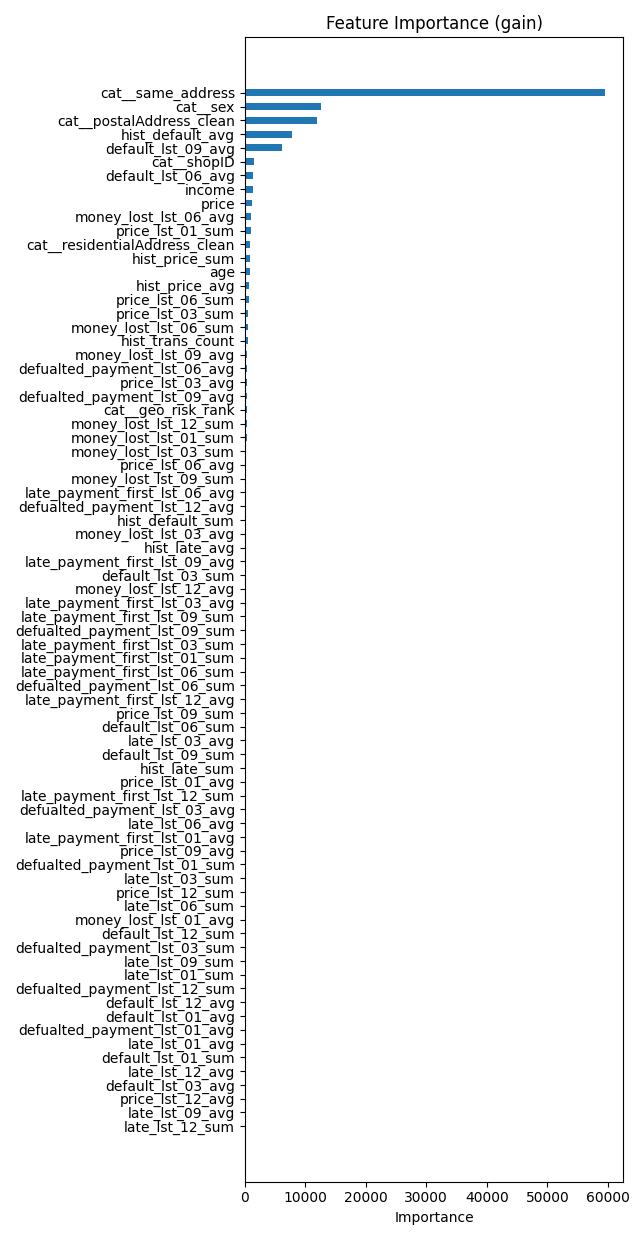 Feature Importance (gain)
cat__same_address
cat__sex
cat__postalAddress_clean
hist_default_avg
default_lst_09_avg
cat__shopID
default_lst_06_avg
income
price
money_lost_lst_06_avg
price_lst_01_sum
cat__residentialAddress_clean
hist_price_sum
age
hist_price_avg
price_lst_06_sum
price_lst_03_sum
money_lost_lst_06_sum
hist_trans_count
money_lost_lst_09_avg
defualted_payment_lst_06_avg
price_lst_03_avg
defualted_payment_lst_09_avg
cat__geo_risk_rank
money_lost_lst_12_sum
money_lost_lst_01_sum
money_lost_lst_03_sum
price_lst_06_avg
money_lost_lst_09_sum
late_payment_first_lst_06_avg
defualted_payment_lst_12_avg
hist_default_sum
money_lost_lst_03_avg
hist_late_avg
late_payment_first_lst_09_avg
default_lst_03_sum
money_lost_lst_12_avg
late_payment_first_lst_03_avg
late_payment_first_lst_09_sum
defualted_payment_lst_09_sum
late_payment_first_lst_03_sum
late_payment_first_lst_01_sum
late_payment_first_lst_06_sum
defualted_payment_lst_06_sum
late_payment_first_lst_12_avg
price_lst_09_sum
default_lst_06_sum
late_lst_03_avg
default_lst_09_sum
hist_late_sum
price_lst_01_avg
late_payment_first_lst_12_sum
defualted_payment_lst_03_avg
late_lst_06_avg
late_payment_first_lst_01_avg
price_lst_09_avg
defualted_payment_lst_01_sum
late_lst_03_sum
price_lst_12_sum
late_lst_06_sum
money_lost_lst_01_avg
default_lst_12_sum
defualted_payment_lst_03_sum
late_lst_09_sum
late_lst_01_sum
defualted_payment_lst_12_sum
default_lst_12_avg
default_lst_01_avg
defualted_payment_lst_01_avg
late_lst_01_avg
default_lst_01_sum
late_lst_12_avg
default_lst_03_avg
price_lst_12_avg
late_lst_09_avg
late_lst_12_sum
0 10000 20000 30000 40000 50000 60000
Importance